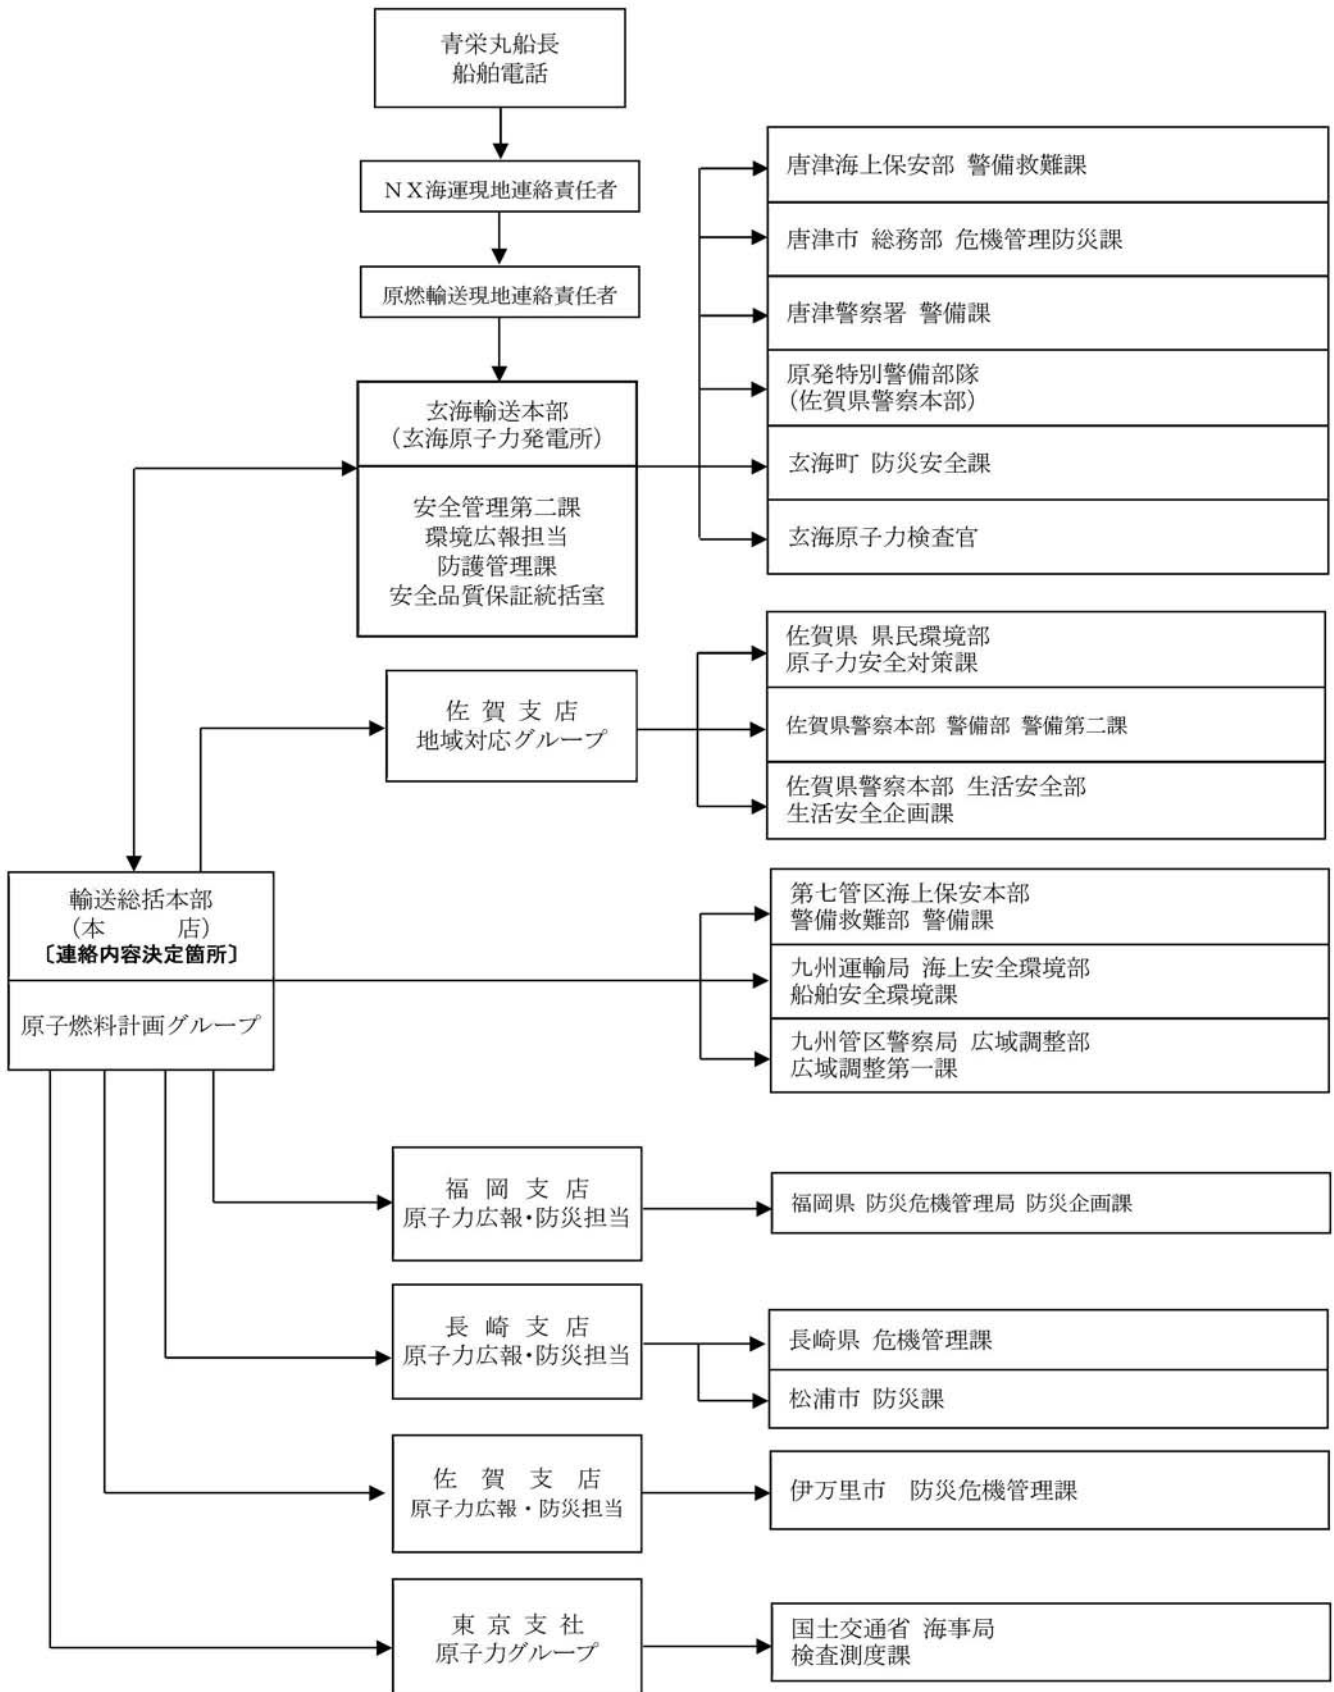 青栄丸船長
船舶電話
ＮＸ海運現地連絡責任者
原燃輸送現地連絡責任者
玄海輸送本部
(玄海原子力発電所)
安全管理第二課
環境広報担当
防護管理課
安全品質保証統括室
唐津海上保安部 警備救難課
唐津市 総務部 危機管理防災課
唐津警察署 警備課
原発特別警備部隊
(佐賀県警察本部)
玄海町 防災安全課
玄海原子力検査官
佐賀支店
地域対応グループ
佐賀県 県民環境部
原子力安全対策課
佐賀県警察本部 警備部 警備第二課
佐賀県警察本部 生活安全部
生活安全企画課
輸送総括本部
(本　　　店)
〔連絡内容決定箇所〕
原子燃料計画グループ
第七管区海上保安本部
警備救難部 警備課
九州運輸局 海上安全環境部
船舶安全環境課
九州管区警察局 広域調整部
広域調整第一課
福岡支店
原子力広報・防災担当
福岡県 防災危機管理局 防災企画課
長崎支店
原子力広報・防災担当
長崎県 危機管理課
松浦市 防災課
佐賀支店
原子力広報・防災担当
伊万里市　防災危機管理課
東京支社
原子力グループ
国土交通省 海事局
検査測度課